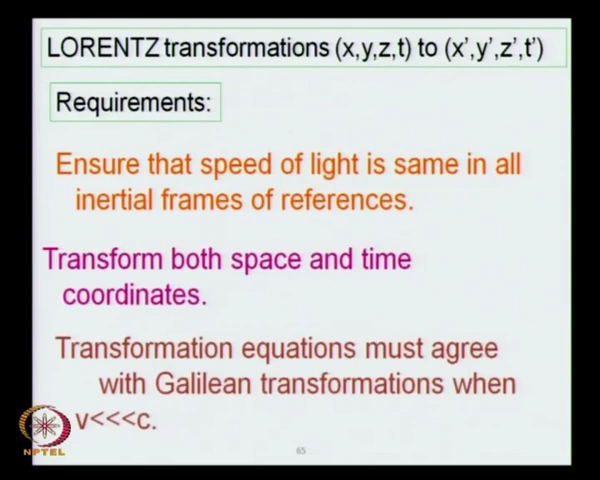 LORENTZ transformations (x,y,z,t) to (x',y',z',t')
Requirements:
Ensure that speed of light is same in all
inertial frames of references.
Transform both space and time
coordinates.
Transformation equations must agree
with Galilean transformations when
v<<<c.
NPTEL
65